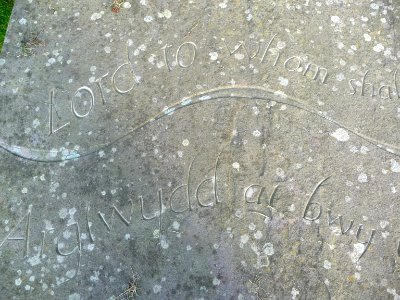 Lord to whom shal
Arglwydd at bwy